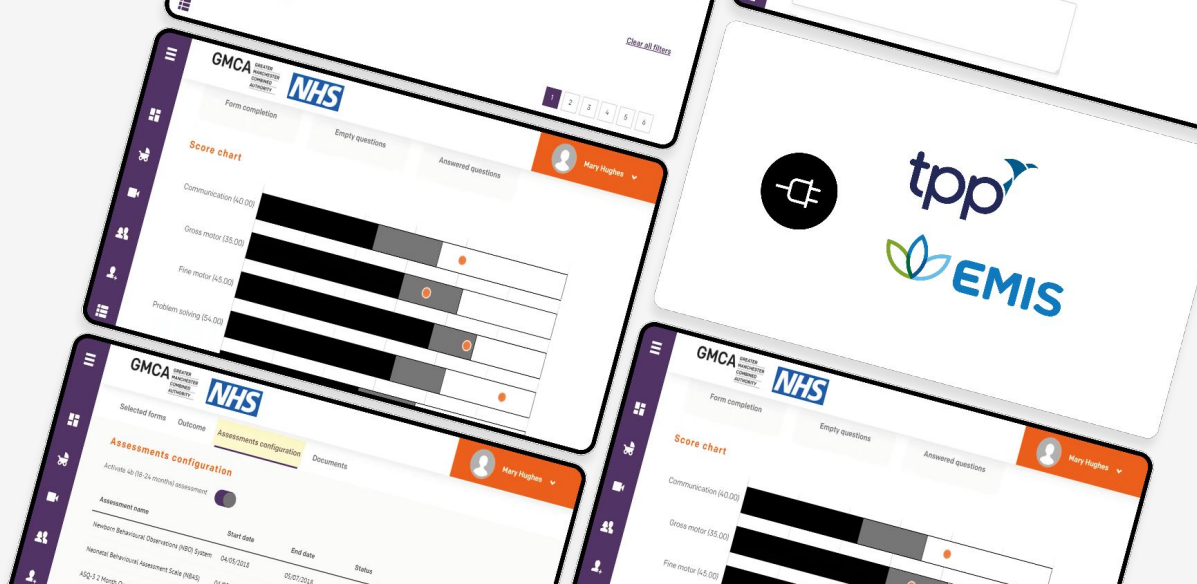 Clear all filters
1 2 3 4 5 6
GMCA GREATER MANCHESTER COMBINED AUTHORITY
NHS
Form completion
Empty questions
Answered questions
Mary Hughes
Score chart
Communication (40.00)
Gross motor (35.00)
Fine motor (45.00)
Problem solving (54.00)
tpp
EMIS
GMCA GREATER MANCHESTER COMBINED AUTHORITY
NHS
Selected forms
Outcome
Assessments configuration
Documents
Mary Hughes
Assessments configuration
Activate 4b (18-24 months) assessment
Assessment name
Start date
End date
Status
Newborn Behavioural Observations (NBO) System
04/03/2018
05/07/2018
Neonatal Behavioural Assessment Scale (NBAS)
ASQ-3 2 Month
GMCA GREATER MANCHESTER COMBINED AUTHORITY
NHS
Form completion
Empty questions
Answered questions
Mary Hughes
Score chart
Communication (40.00)
Gross motor (35.00)
Fine motor (45.00)